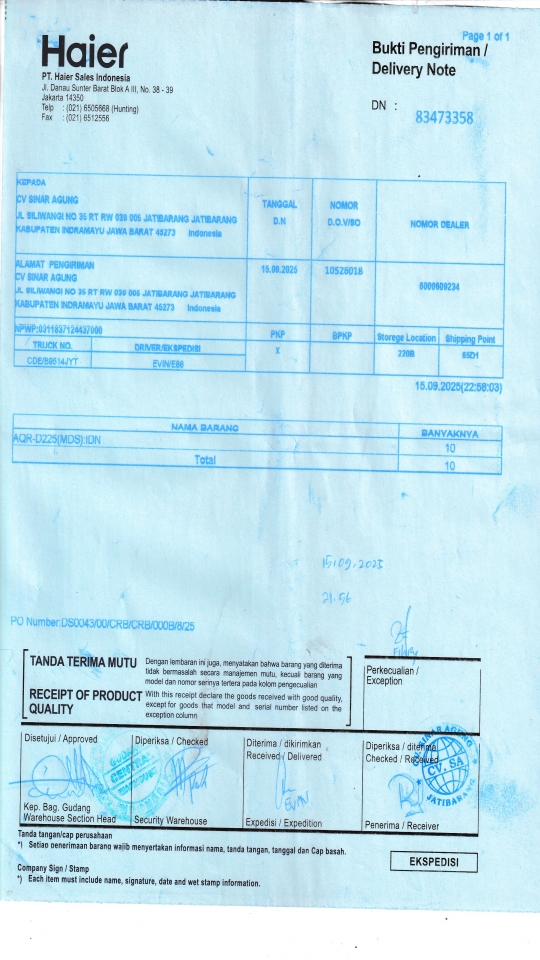 Page 1 of 1
Haier
Bukti Pengiriman /
Delivery Note
PT. Haier Sales Indonesia
Jl. Danau Sunter Barat Blok A III, No. 38 - 39
Jakarta 14350
Telp : (021) 6505668 (Hunting)
Fax : (021) 6512556
DN : 83473358
KEPADA
CV SINAR AGUNG
JL SILIWANGI NO 35 RT RW 030 005 JATIBARANG JATIBARANG
KABUPATEN INDRAMAYU JAWA BARAT 45273 Indonesia
TANGGAL
D.N
NOMOR
D.O.V/SO
NOMOR DEALER
ALAMAT PENGIRIMAN
CV SINAR AGUNG
JL SILIWANGI NO 35 RT RW 030 005 JATIBARANG JATIBARANG
KABUPATEN INDRAMAYU JAWA BARAT 45273 Indonesia
15.09.2025
10526018
NPWP:0311837124437000
PKP
BPKP
Storege Location
Shipping Point
TRUCK NO.
DRIVER/EKSPEDISI
X
220B
CDE/B9514JYT
EVIN/E86
15.09.2025(22:58:03)
NAMA BARANG
BANYAKNYA
AQR-D225(MDS):IDN
10
Total
10
15.09.2025
21.56
PO Number:DS0043/00/CRB/CRB/000B/8/25
TANDA TERIMA MUTU
Dengan lembaran ini juga, menyatakan bahwa barang yang diterima
tidak bermasalah secara manajemen mutu, kecuali barang yang
model dan nomor serinya tertera pada kolom pengecualian
RECEIPT OF PRODUCT
QUALITY
With this receipt declare the goods received with good quality,
except for goods that model and serial number listed on the
exception column
Perkecualian /
Exception
Disetujui / Approved
Diperiksa / Checked
Diterima / dikirimkan
Received / Delivered
Diperiksa / diterima
Checked / Received
CV. SA
JATIBARANG
EVIN
Kep. Bag. Gudang
Warehouse Section Head
Security Warehouse
Expedisi / Expedition
Penerima / Receiver
Tanda tangan/cap perusahaan
*) Setiao oenerimaan barang wajib menyertakan informasi nama, tanda tangan, tanggal dan Cap basah.
EKSPEDISI
Company Sign / Stamp
*) Each item must include name, signature, date and wet stamp information.